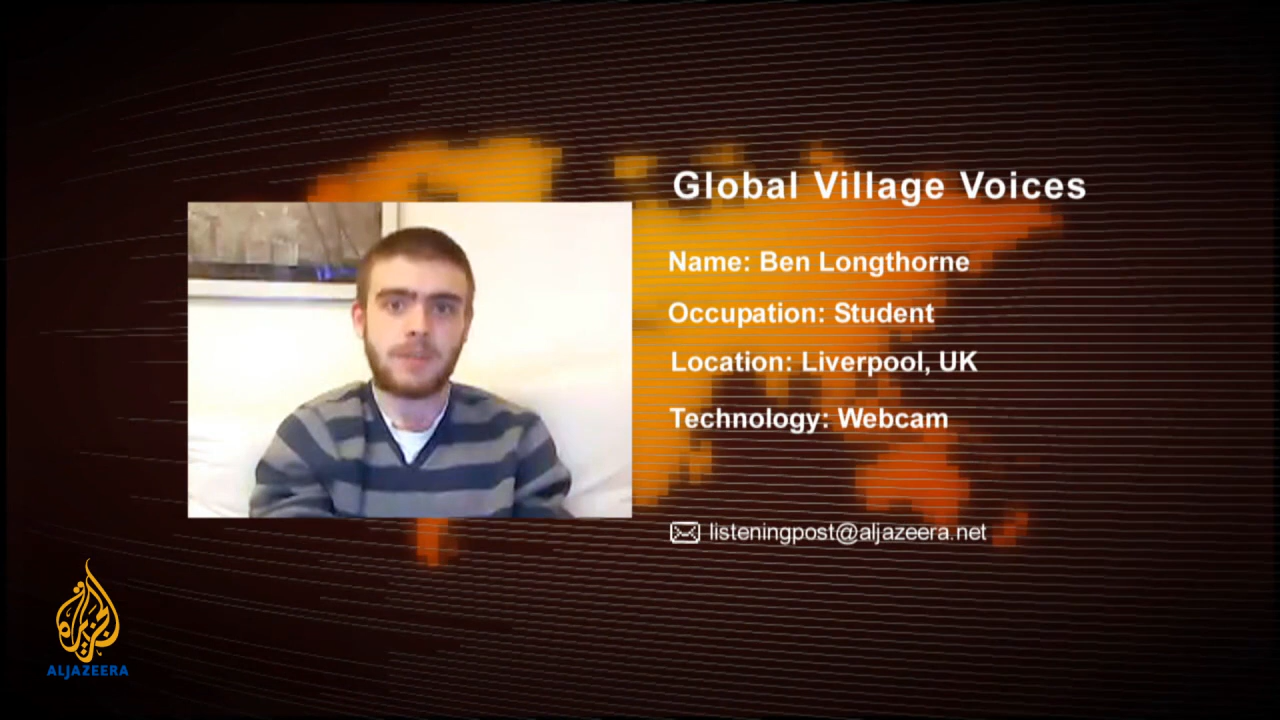 Global Village Voices
Name: Ben Longthorne
Occupation: Student
Location: Liverpool, UK
Technology: Webcam
listeningpost@aljazeera.net
الجزيرة
ALJAZEERA